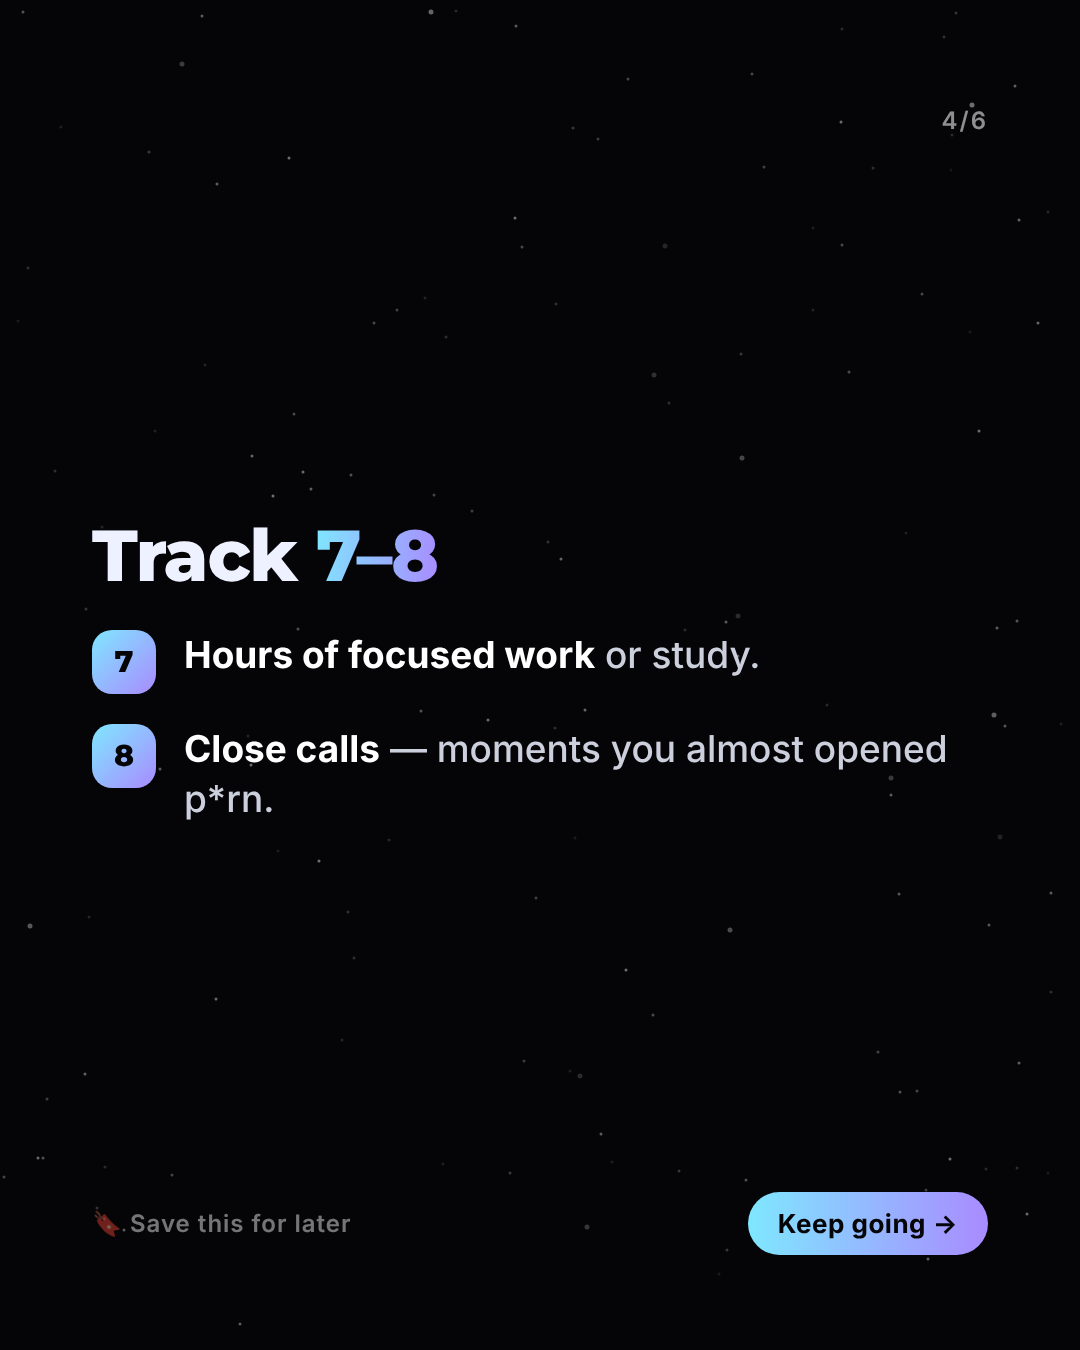 4/6
Track 7–8
7 Hours of focused work or study.
8 Close calls — moments you almost opened
p*rn.
Save this for later
Keep going →